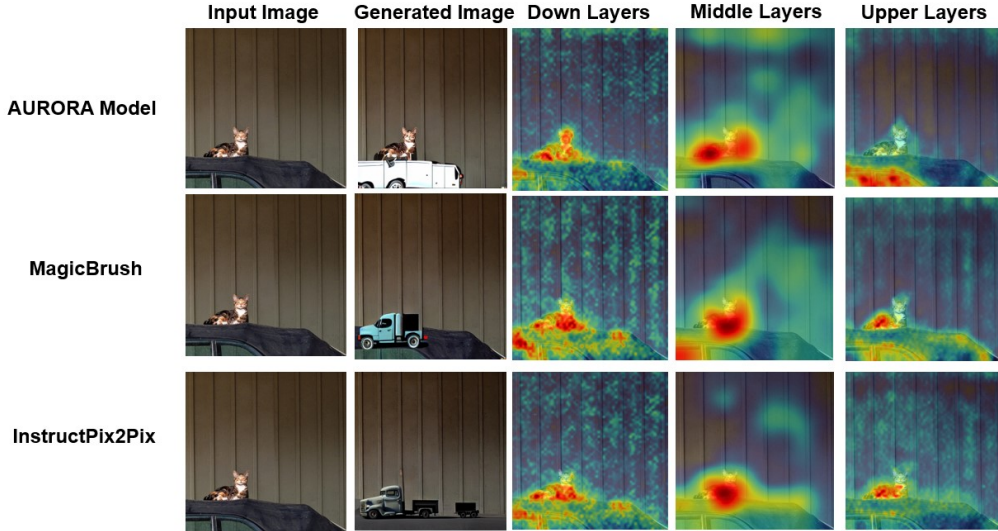 Input Image Generated Image Down Layers Middle Layers Upper Layers
AURORA Model
MagicBrush
InstructPix2Pix